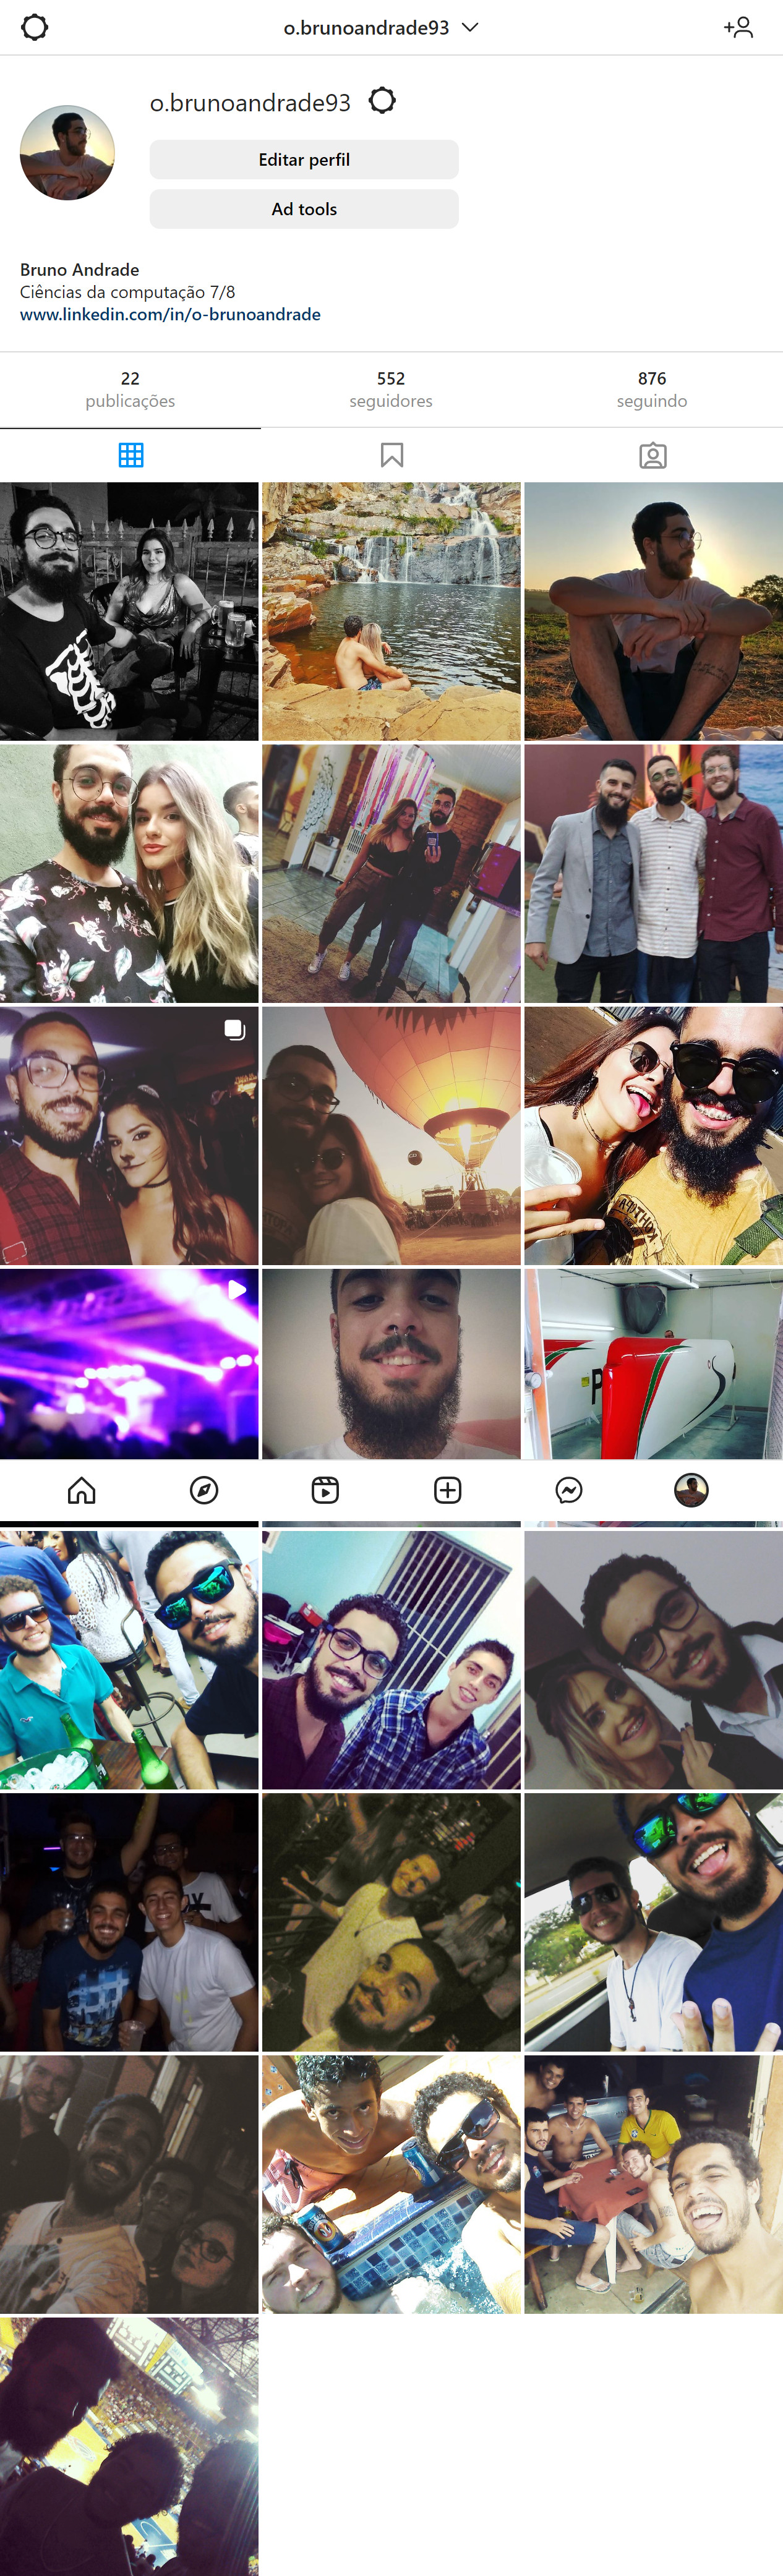 o.brunoandrade93
o.brunoandrade93
Editar perfil
Ad tools
Bruno Andrade
Ciências da computação 7/8
www.linkedin.com/in/o-brunoandrade
22
552
876
publicações
seguidores
seguindo